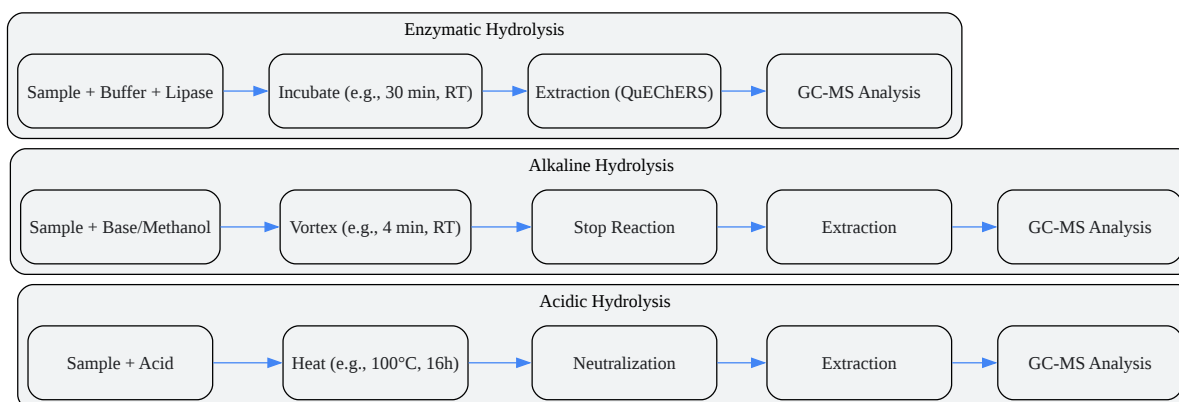 Enzymatic Hydrolysis
Sample + Buffer + Lipase
Incubate (e.g., 30 min, RT)
Extraction (QuEChERS)
GC-MS Analysis
Alkaline Hydrolysis
Sample + Base/Methanol
Vortex (e.g., 4 min, RT)
Stop Reaction
Extraction
GC-MS Analysis
Acidic Hydrolysis
Sample + Acid
Heat (e.g., 100°C, 16h)
Neutralization
Extraction
GC-MS Analysis